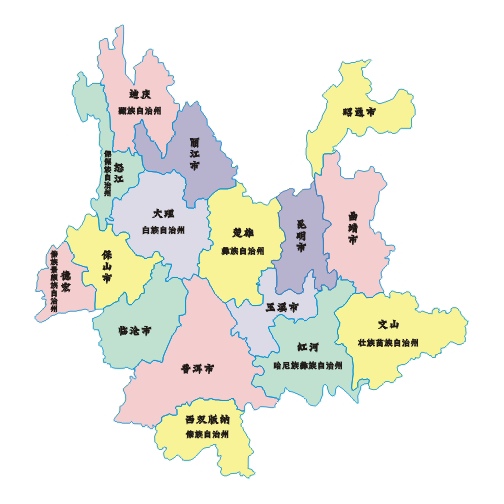 迪庆
藏族自治州
昭通市
丽江市
怒江
傈僳族自治州
大理
白族自治州
楚雄
彝族自治州
昆明市
曲靖市
保山市
德宏
傣族景颇族自治州
临沧市
玉溪市
红河
哈尼族彝族自治州
文山
壮族苗族自治州
普洱市
西双版纳
傣族自治州